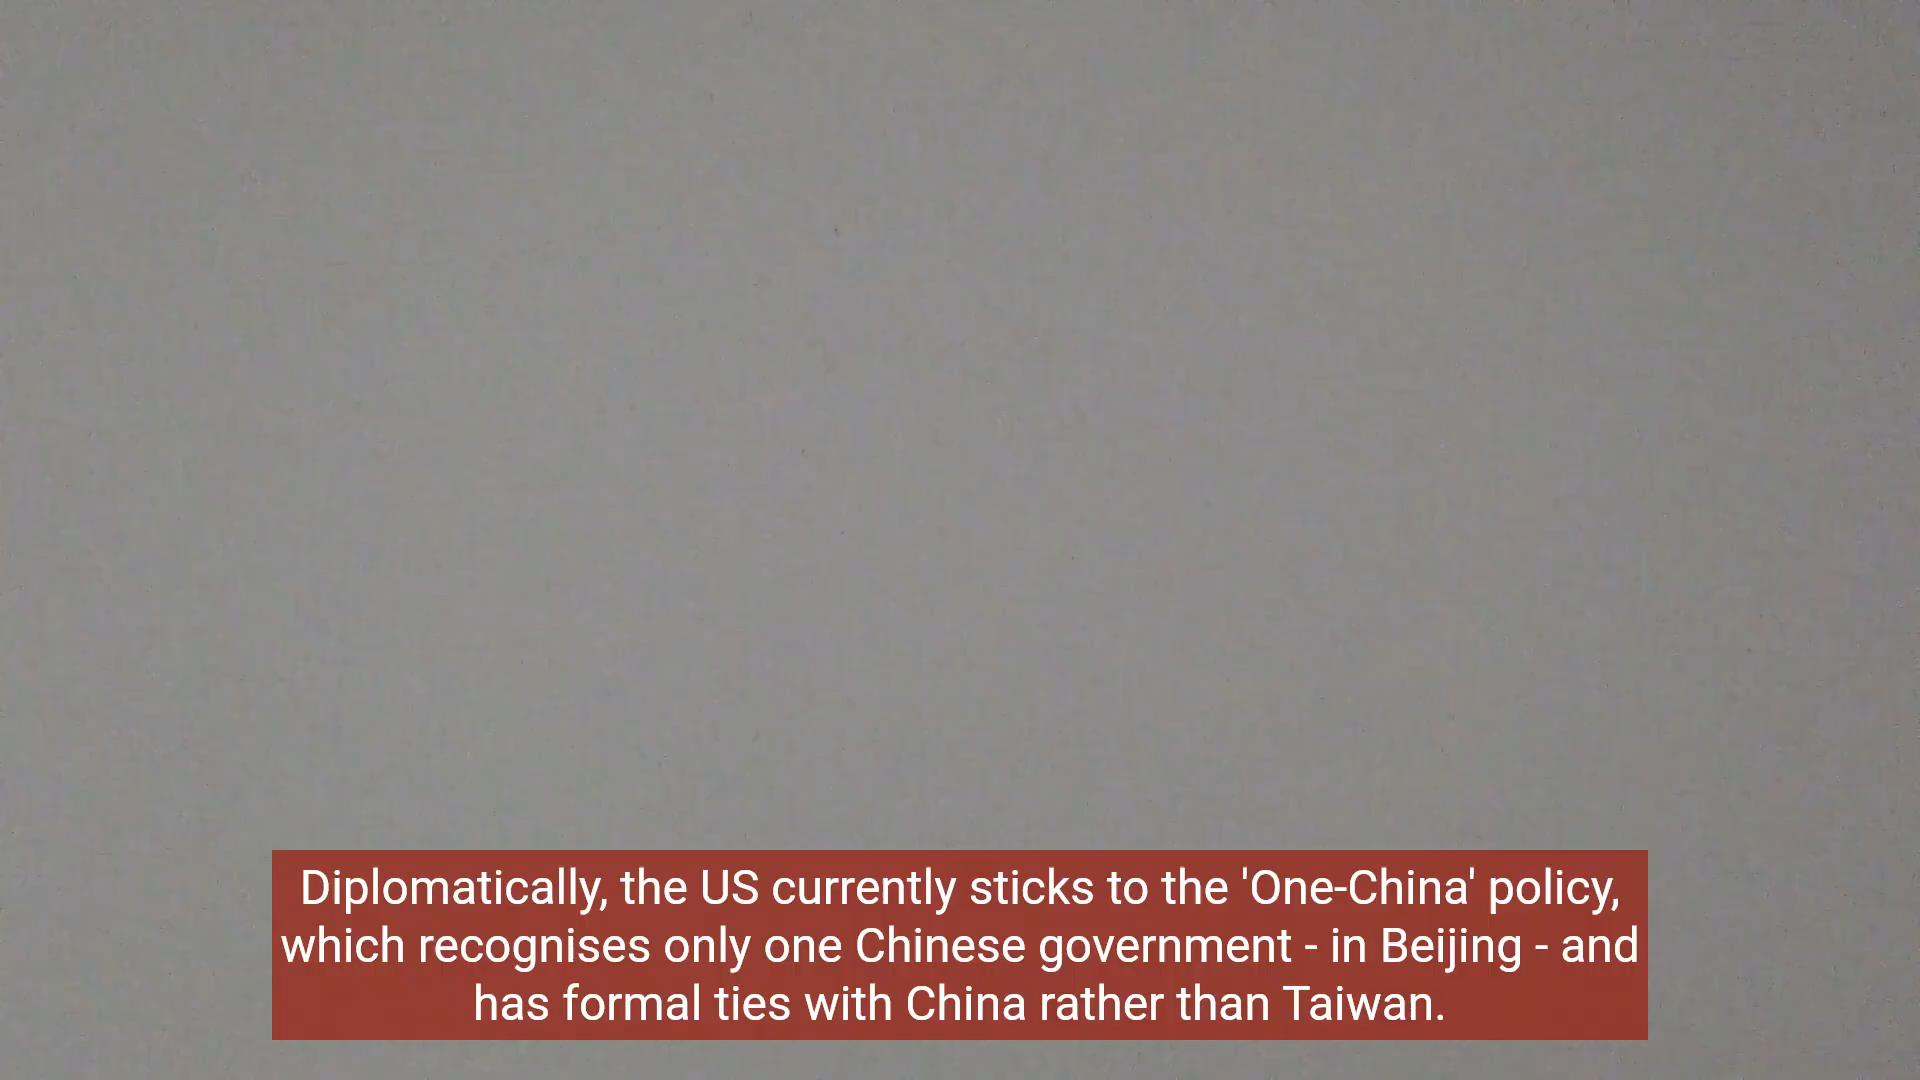 Diplomatically, the US currently sticks to the 'One-China' policy,
which recognises only one Chinese government - in Beijing - and
has formal ties with China rather than Taiwan.